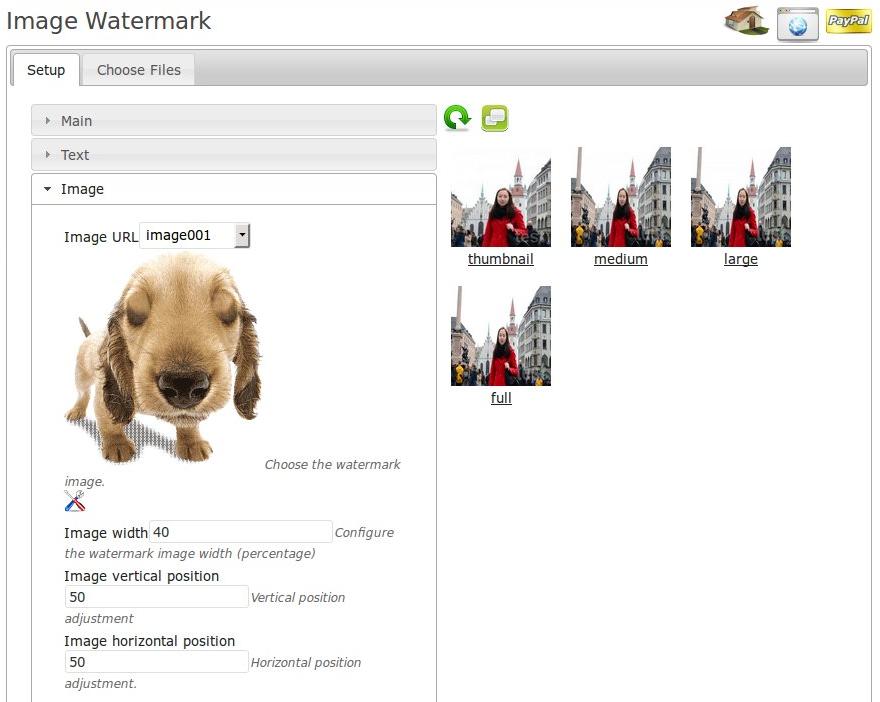 Image Watermark
PayPal
Setup
Choose Files
Main
Text
Image
Image URL image001
Choose the watermark
image.
Image width 40 Configure
the watermark image width (percentage)
Image vertical position
50 Vertical position
adjustment
Image horizontal position
50 Horizontal position
adjustment.
thumbnail
medium
large
full